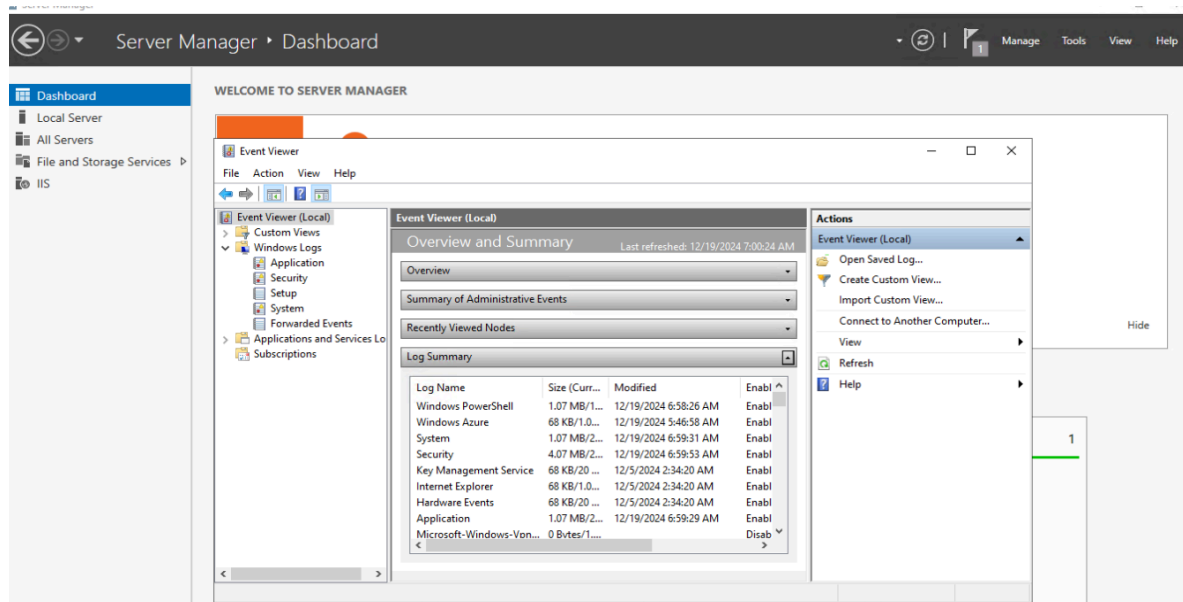 Server Manager
Server Manager • Dashboard
1
Manage Tools View Help
Dashboard
Local Server
All Servers
File and Storage Services
IIS
WELCOME TO SERVER MANAGER
Hide
1
Event Viewer
File Action View Help
Event Viewer (Local)
Custom Views
Windows Logs
Application
Security
Setup
System
Forwarded Events
Applications and Services Lo
Subscriptions
Event Viewer (Local)
Overview and Summary Last refreshed: 12/19/2024 7:00:24 AM
Overview
Summary of Administrative Events
Recently Viewed Nodes
Log Summary
Log Name Size (Curr... Modified Enabl
Windows PowerShell 1.07 MB/1... 12/19/2024 6:58:26 AM Enabl
Windows Azure 68 KB/1.0... 12/19/2024 5:46:58 AM Enabl
System 1.07 MB/2... 12/19/2024 6:59:31 AM Enabl
Security 4.07 MB/2... 12/19/2024 6:59:53 AM Enabl
Key Management Service 68 KB/20 ... 12/5/2024 2:34:20 AM Enabl
Internet Explorer 68 KB/1.0... 12/5/2024 2:34:20 AM Enabl
Hardware Events 68 KB/20 ... 12/5/2024 2:34:20 AM Enabl
Application 1.07 MB/2... 12/19/2024 6:59:29 AM Enabl
Microsoft-Windows-Vpn... 0 Bytes/1.... Disab
Actions
Event Viewer (Local)
Open Saved Log...
Create Custom View...
Import Custom View...
Connect to Another Computer...
View
Refresh
Help